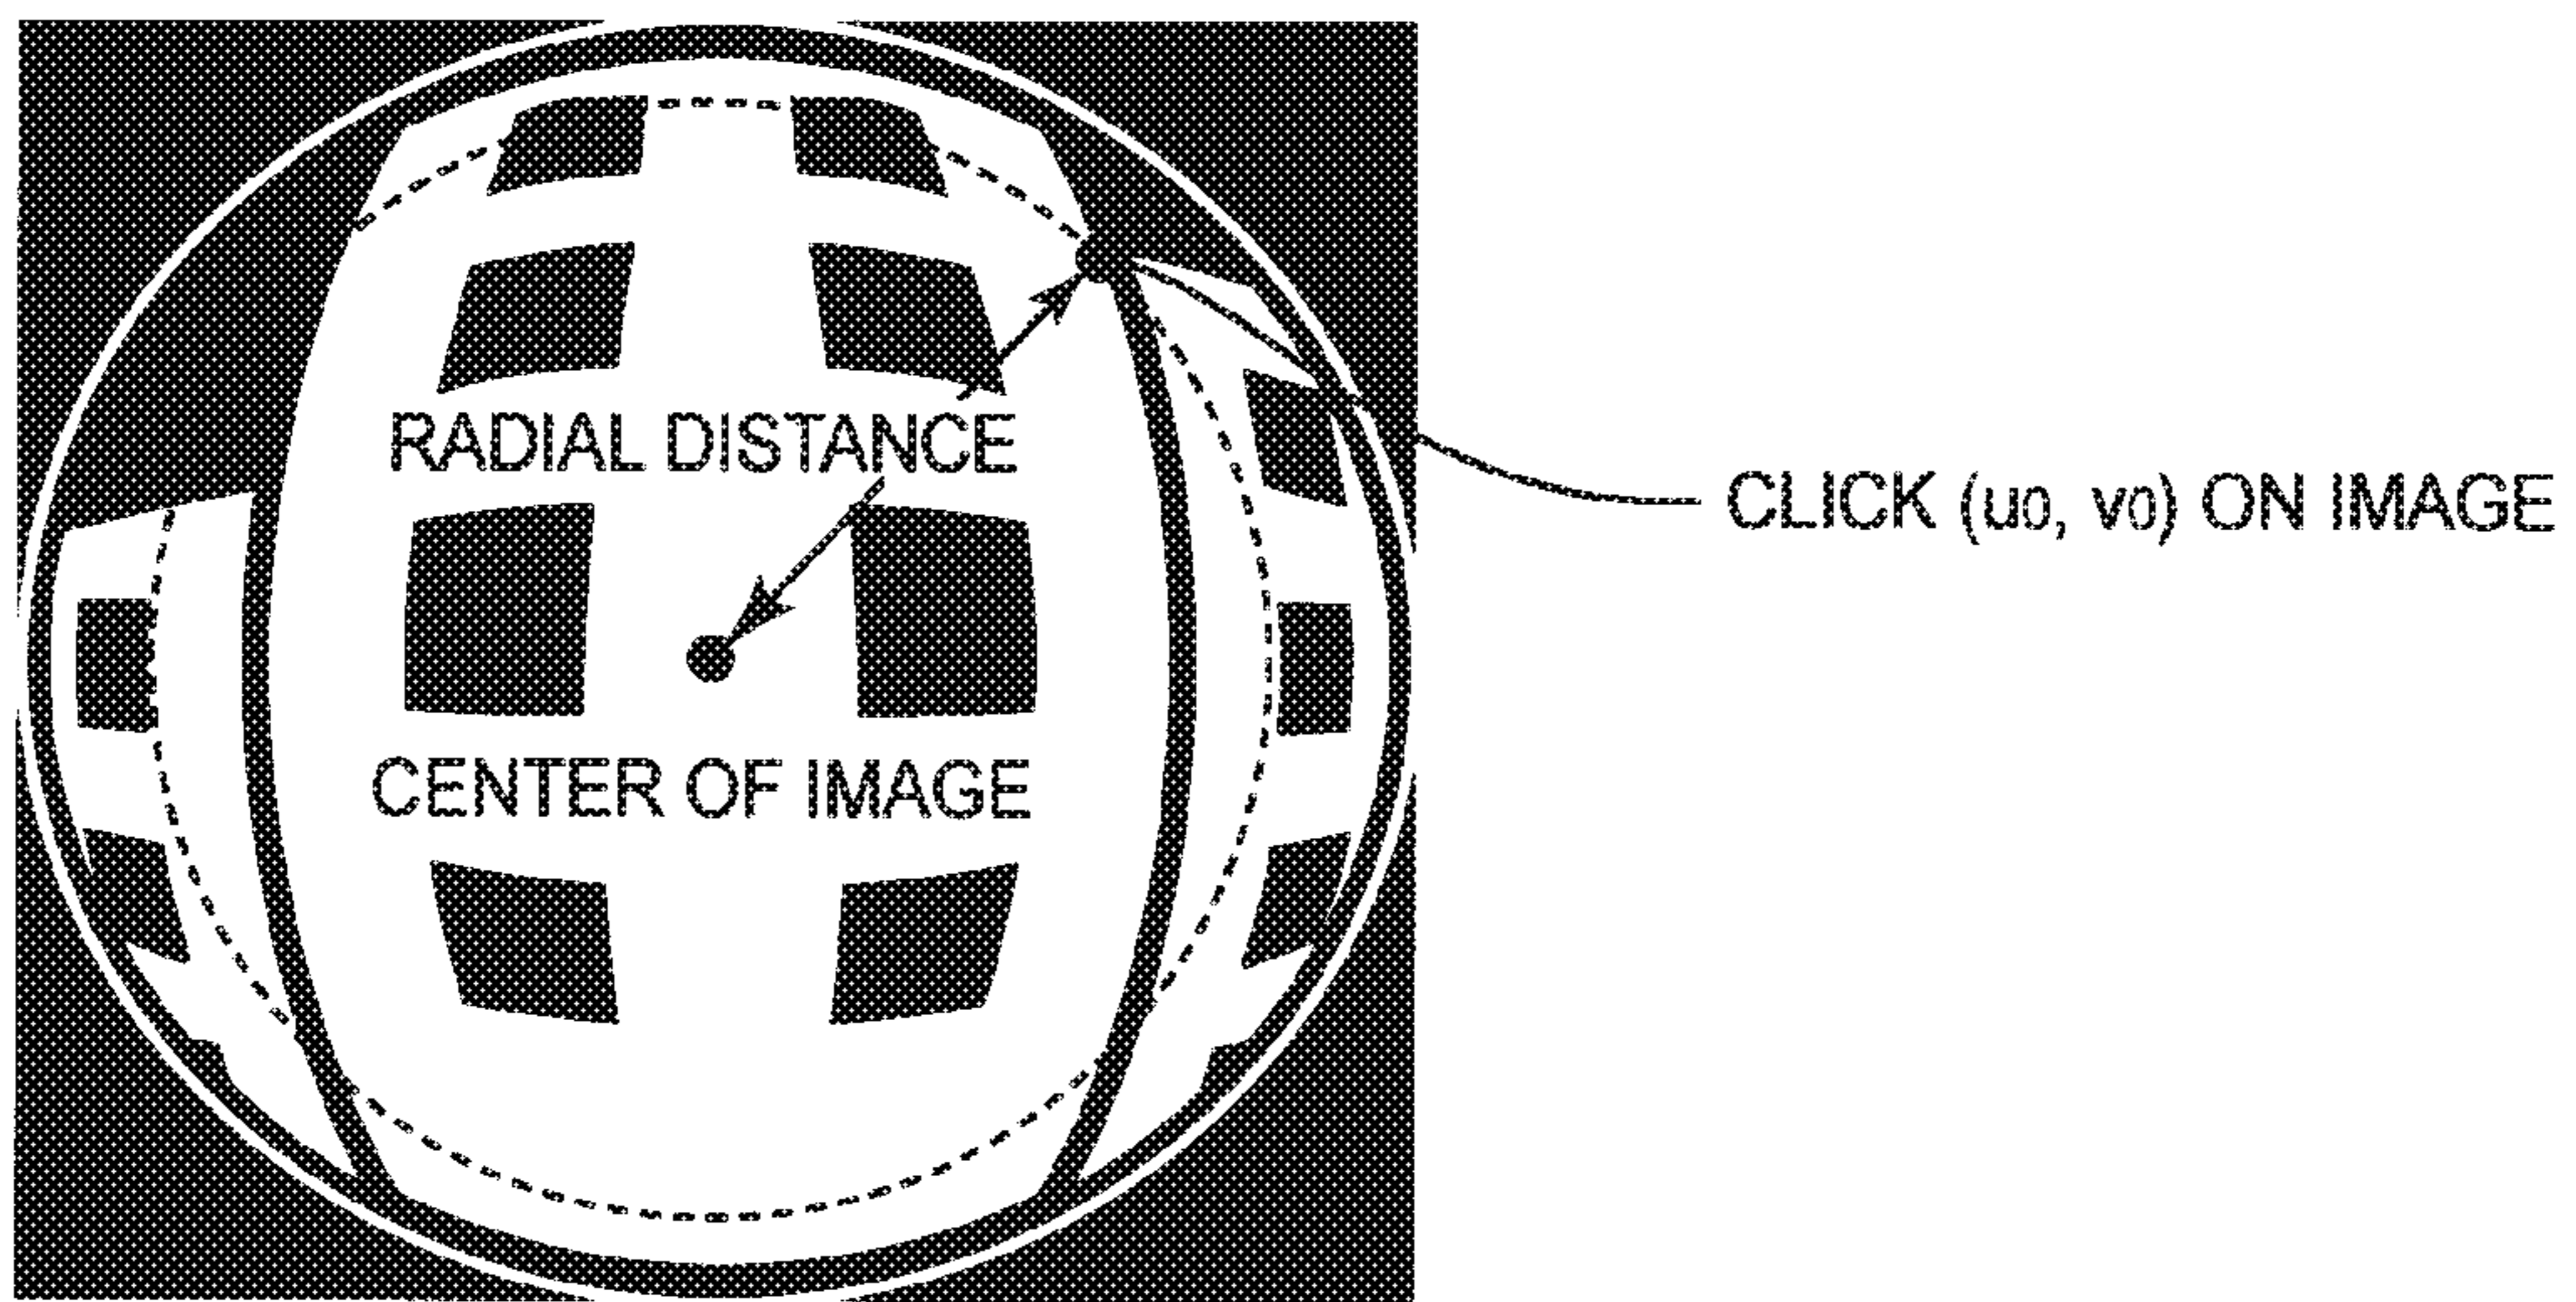 RADIAL DISTANCE
CLICK (u0, v0) ON IMAGE
CENTER OF IMAGE